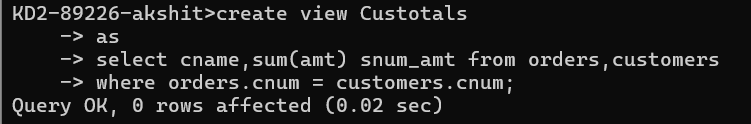 KD2-89226-akshit>create view Custotals
-> as
-> select cname,sum(amt) snum_amt from orders,customers
-> where orders.cnum = customers.cnum;
Query OK, 0 rows affected (0.02 sec)